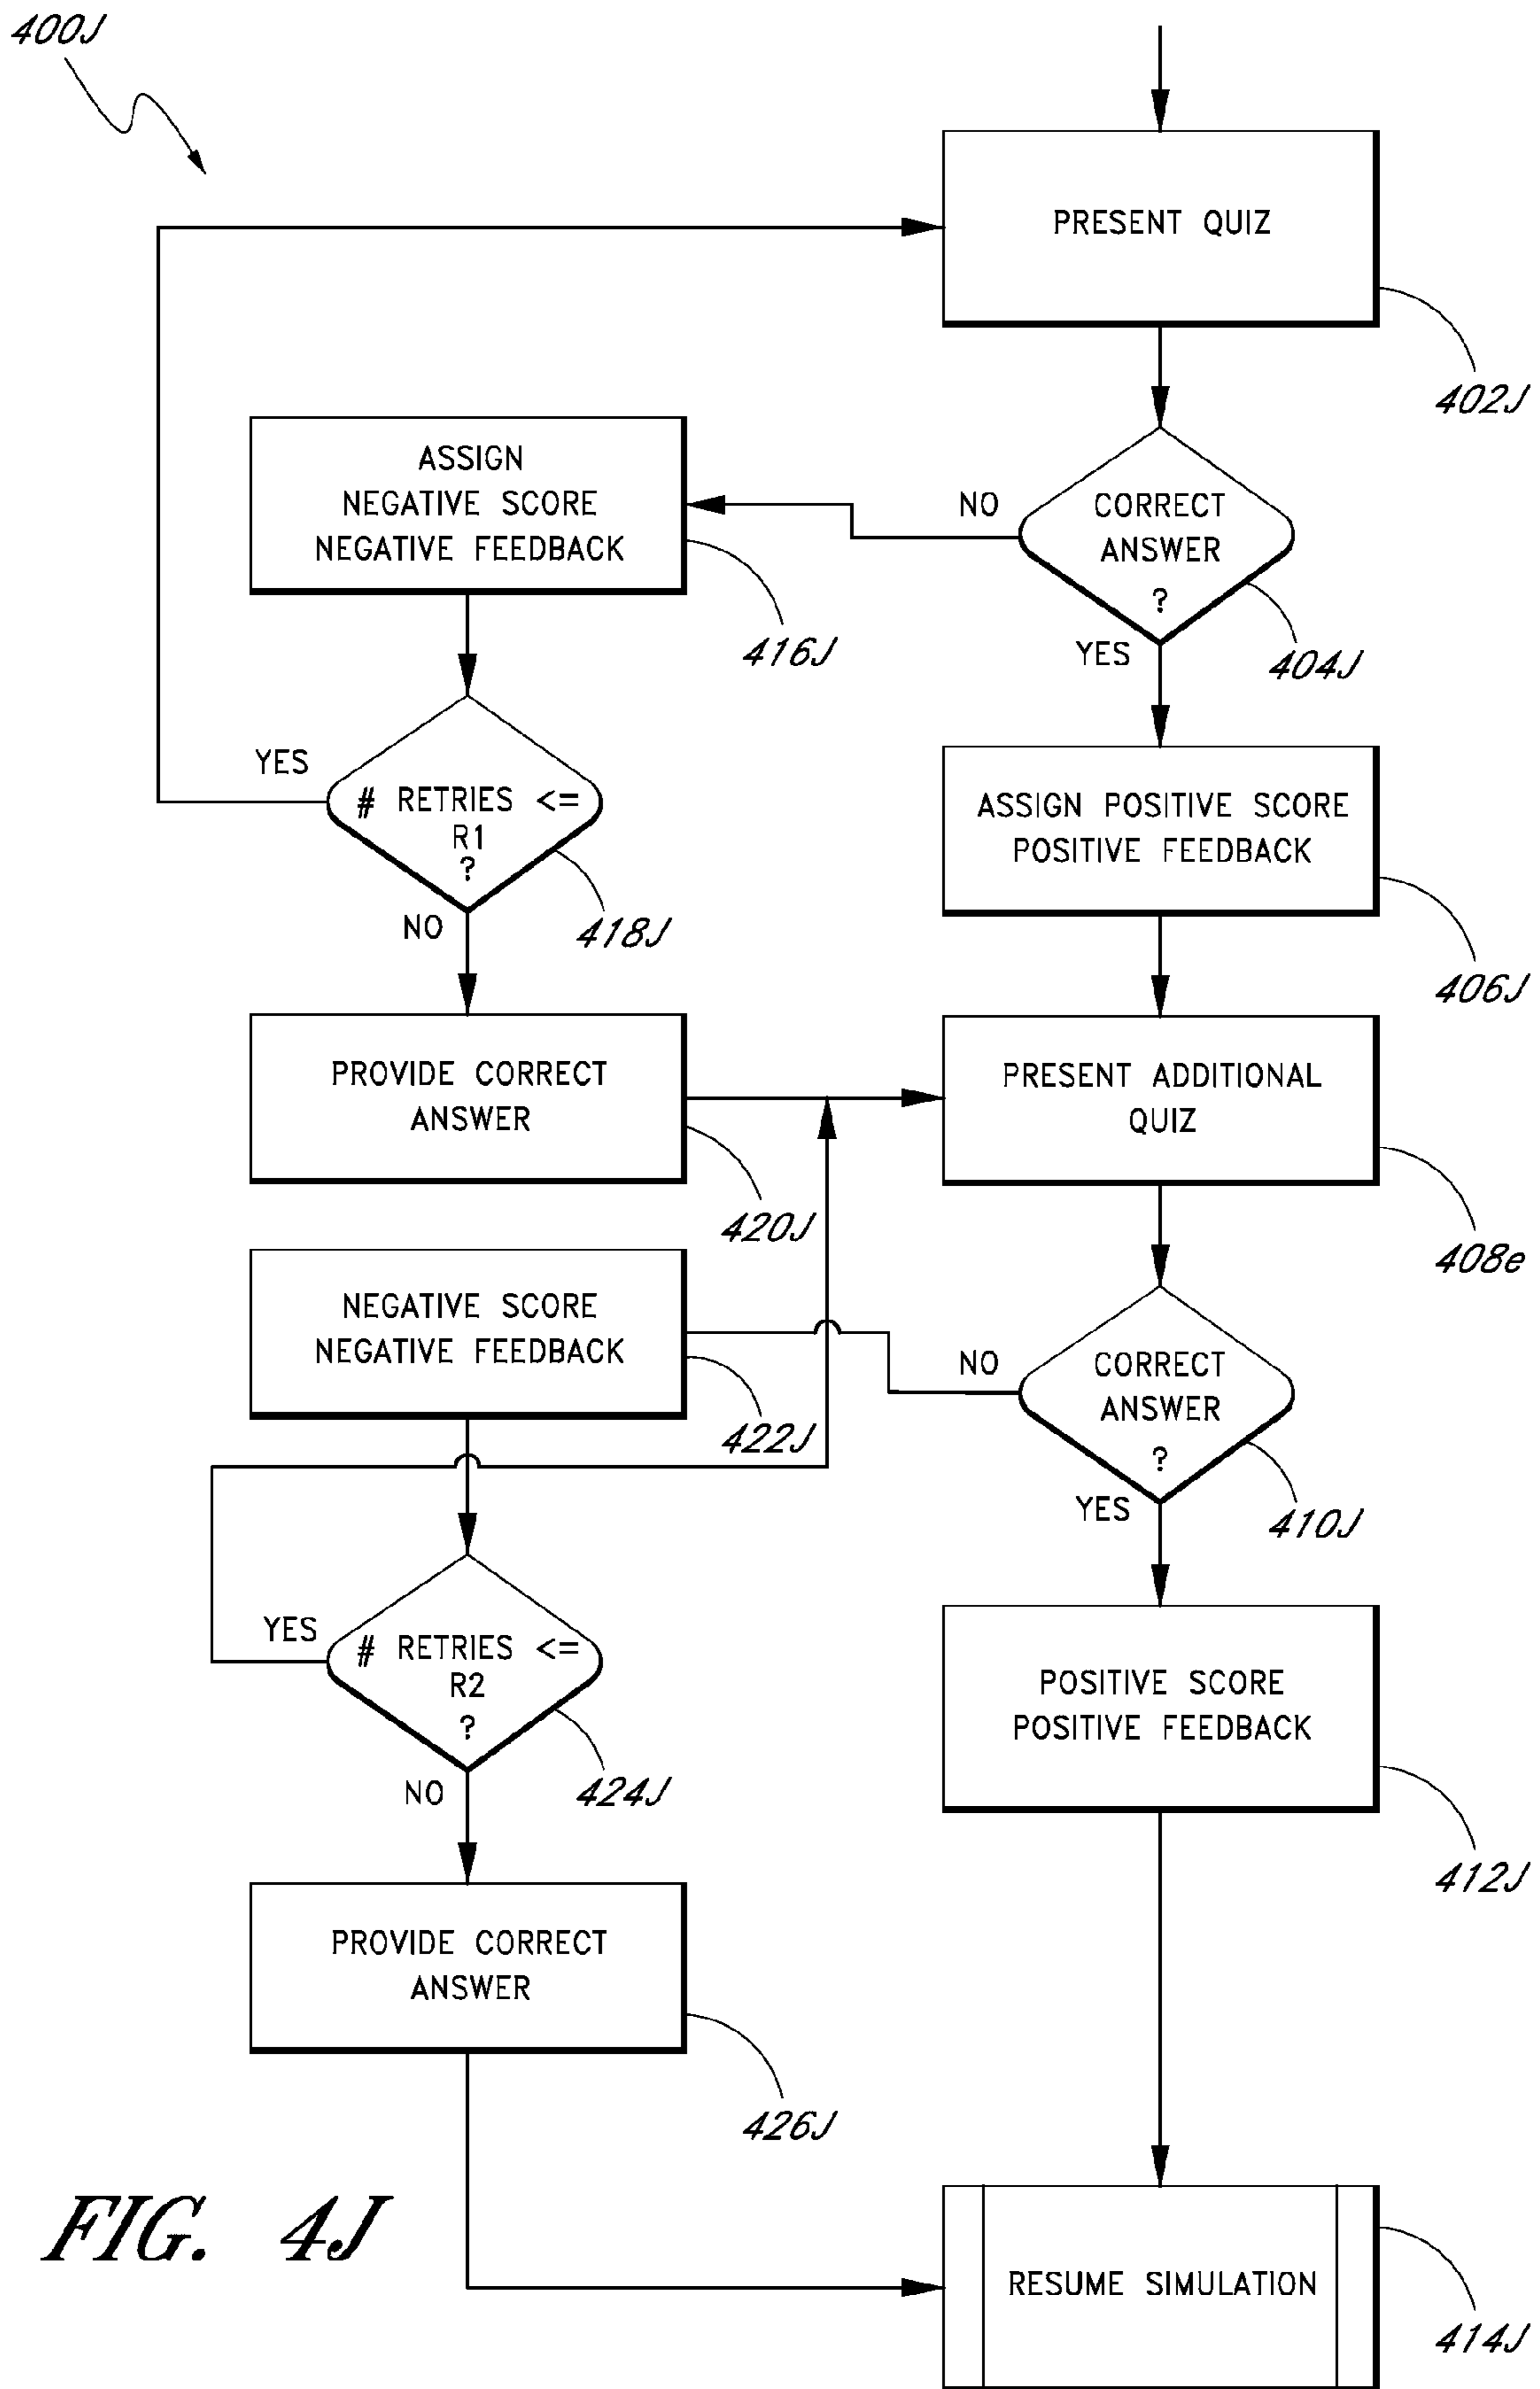 400J
PRESENT QUIZ
402J
ASSIGN
NEGATIVE SCORE
NEGATIVE FEEDBACK
416J
NO
CORRECT
ANSWER
?
404J
YES
YES
# RETRIES <=
R1
?
418J
NO
ASSIGN POSITIVE SCORE
POSITIVE FEEDBACK
406J
PROVIDE CORRECT
ANSWER
420J
PRESENT ADDITIONAL
QUIZ
408e
NEGATIVE SCORE
NEGATIVE FEEDBACK
422J
NO
CORRECT
ANSWER
?
410J
YES
YES
# RETRIES <=
R2
?
424J
NO
POSITIVE SCORE
POSITIVE FEEDBACK
412J
PROVIDE CORRECT
ANSWER
426J
RESUME SIMULATION
414J
FIG. 4J